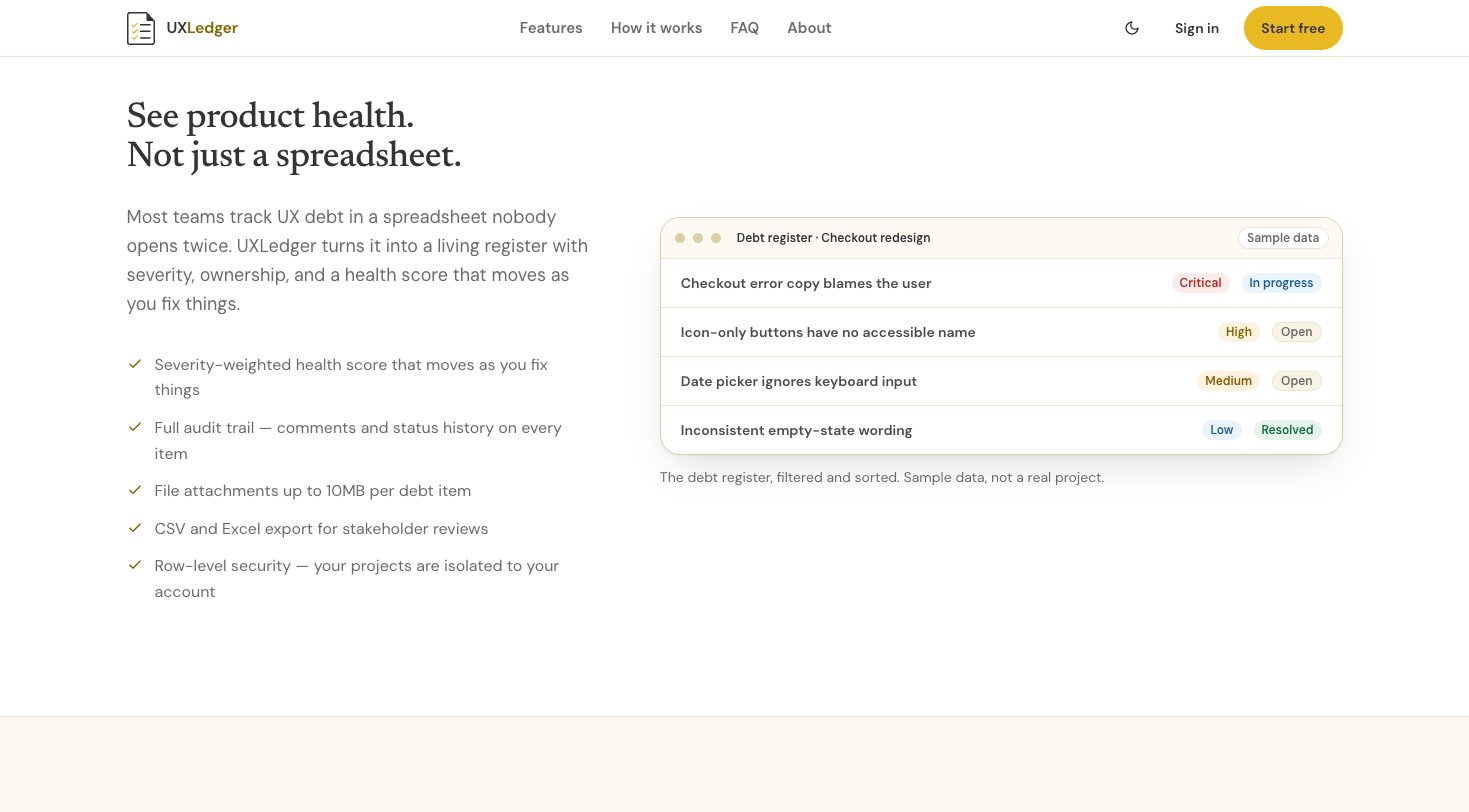 UXLedger
Features
How it works
FAQ
About
Sign in
Start free
See product health.
Not just a spreadsheet.
Most teams track UX debt in a spreadsheet nobody
opens twice. UXLedger turns it into a living register with
severity, ownership, and a health score that moves as
you fix things.
Severity-weighted health score that moves as you fix
things
Full audit trail — comments and status history on every
item
File attachments up to 10MB per debt item
CSV and Excel export for stakeholder reviews
Row-level security — your projects are isolated to your
account
Debt register · Checkout redesign
Sample data
Checkout error copy blames the user
Critical
In progress
Icon-only buttons have no accessible name
High
Open
Date picker ignores keyboard input
Medium
Open
Inconsistent empty-state wording
Low
Resolved
The debt register, filtered and sorted. Sample data, not a real project.